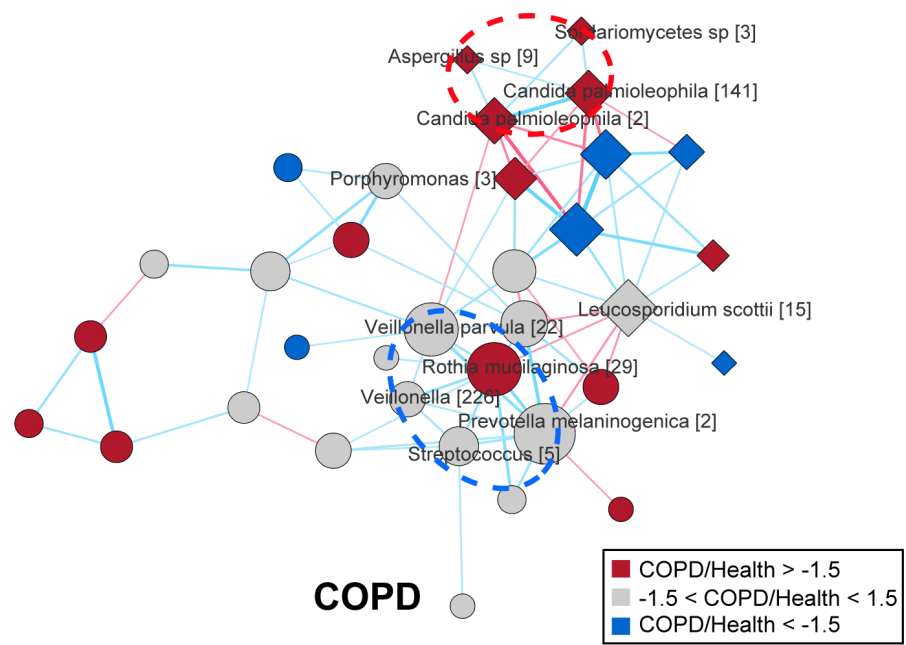 Sordariomycetes sp [3]
Aspergillus sp [9]
Candida palmioleophila [141]
Candida palmioleophila [2]
Porphyromonas [3]
Leucosporidium scottii [15]
Veillonella parvula [22]
Rothia mucilaginosa [29]
Veillonella [226]
Prevotella melaninogenica [2]
Streptococcus [5]
COPD
COPD/Health > -1.5
-1.5 < COPD/Health < 1.5
COPD/Health < -1.5